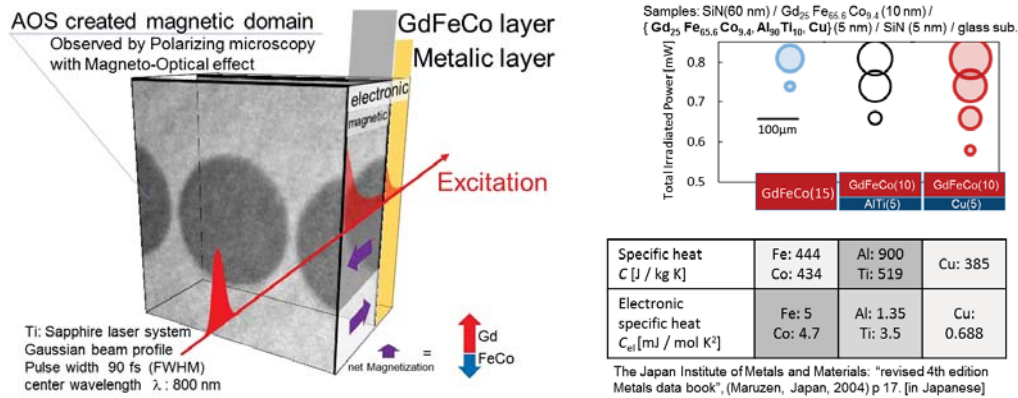 AOS created magnetic domain
Observed by Polarizing microscopy
with Magneto-Optical effect
GdFeCo layer
Metalic layer
electronic
magnetic
Excitation
Ti: Sapphire laser system
Gaussian beam profile
Pulse width 90 fs (FWHM)
center wavelength λ : 800 nm
net Magnetization
=
Gd
FeCo
Samples: SiN(60 nm) / Gd25 Fe65.6 Co9.4 (10 nm) /
{ Gd25 Fe65.6 Co9.4, Al90Ti10, Cu} (5 nm) / SiN (5 nm) / glass sub.
Total Irradiated Power [mW]
0.8
0.7
0.6
0.5
100μm
GdFeCo(15)
GdFeCo(10)
AlTi(5)
GdFeCo(10)
Cu(5)
Specific heat
C [J / kg K]
Fe: 444
Co: 434
Al: 900
Ti: 519
Cu: 385
Electronic
specific heat
Cel [mJ / mol K²]
Fe: 5
Co: 4.7
Al: 1.35
Ti: 3.5
Cu:
0.688
The Japan Institute of Metals and Materials: "revised 4th edition
Metals data book", (Maruzen, Japan, 2004) p 17. [in Japanese]